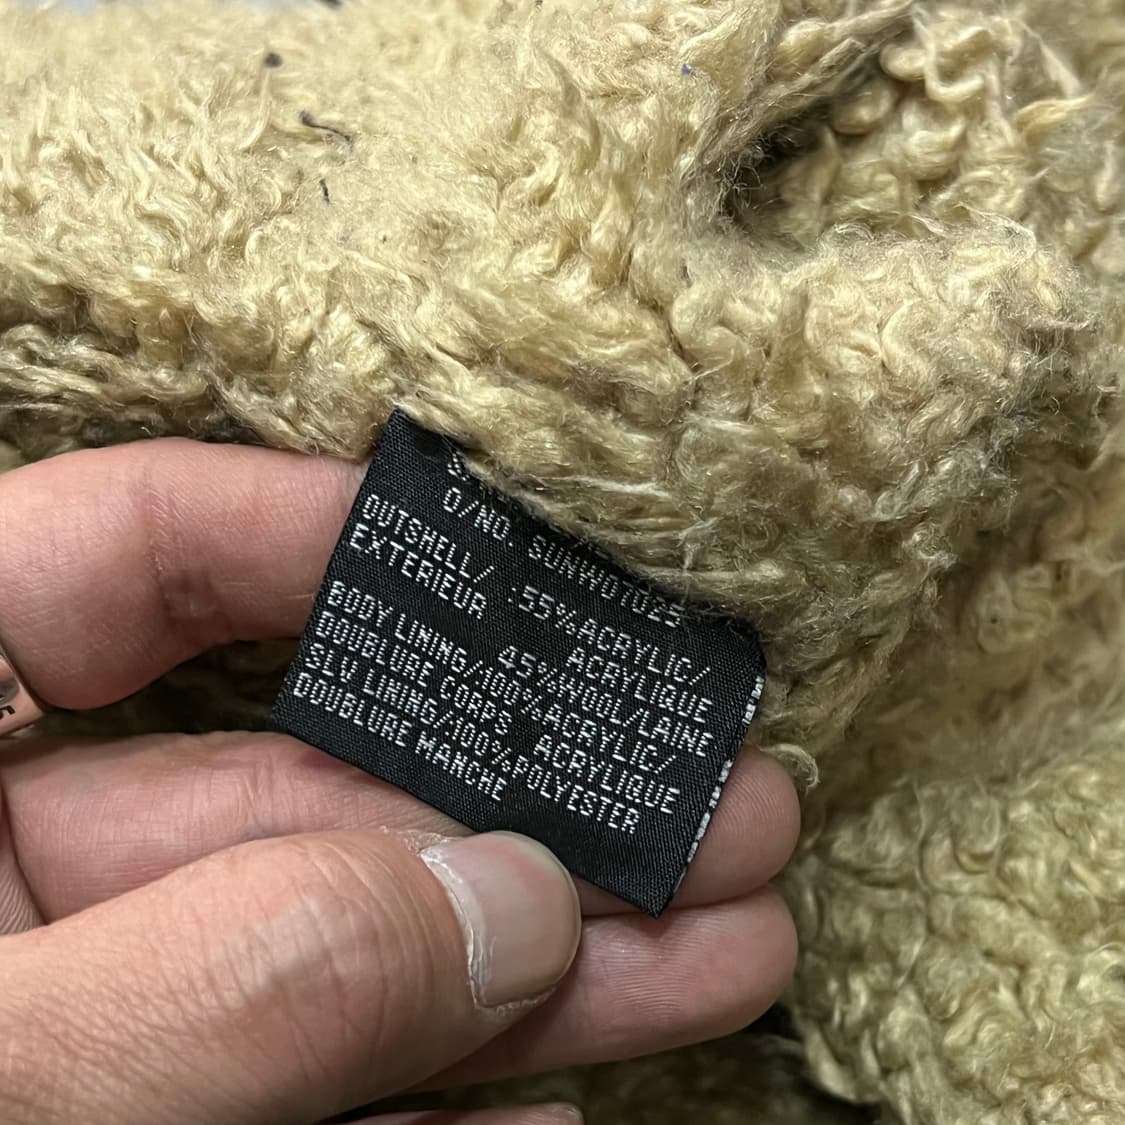 O/NO. SUNW01025
OUTSHELL/ :55%ACRYLIC/
EXTERIEUR ACRYLIQUE
45%WOOL/LAINE
BODY LINING/:100%ACRYLIC/
DOUBLURE CORPS ACRYLIQUE
SLV LINING/:100%POLYESTER
DOUBLURE MANCHE